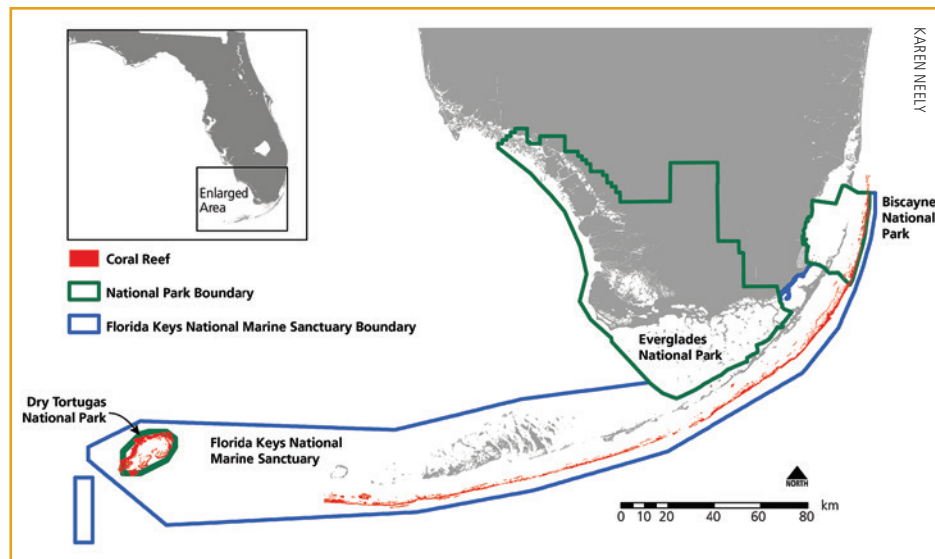 KAREN NEELY
Enlarged
Area
Coral Reef
National Park Boundary
Florida Keys National Marine Sanctuary Boundary
Biscayne
National
Park
Everglades
National Park
Dry Tortugas
National Park
Florida Keys National
Marine Sanctuary
NORTH
km
0 10 20 40 60 80